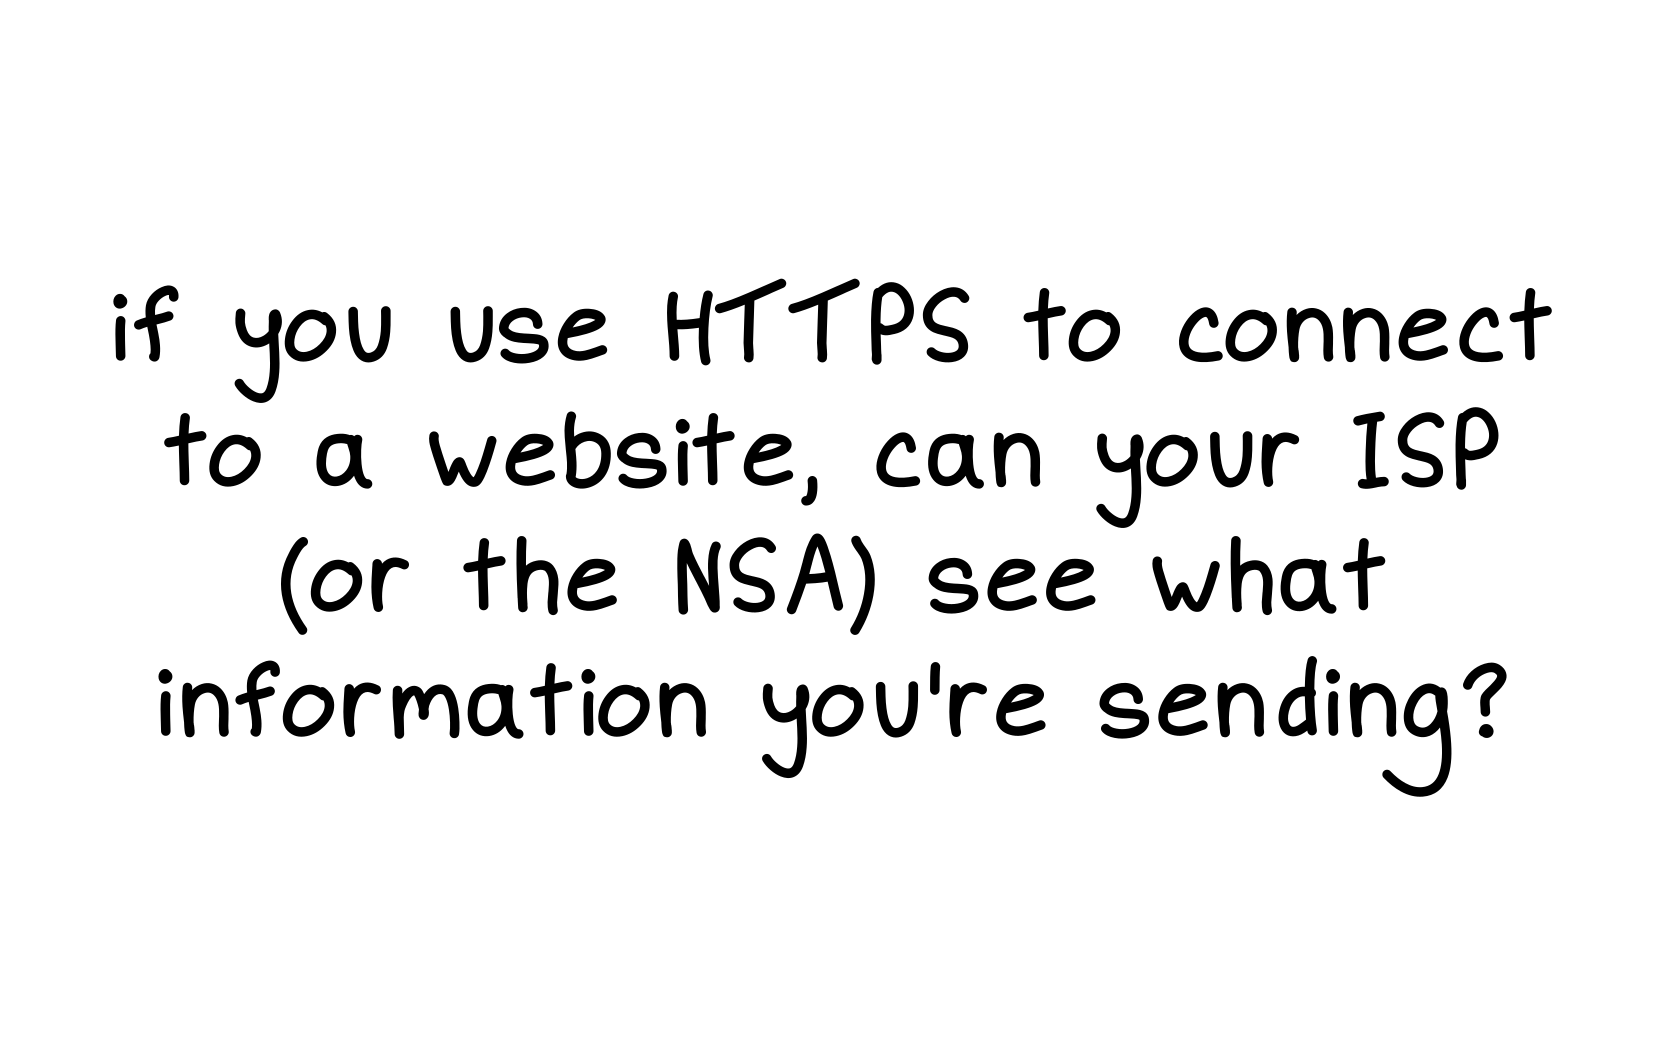 if you use HTTPS to connect
to a website, can your ISP
(or the NSA) see what
information you're sending?